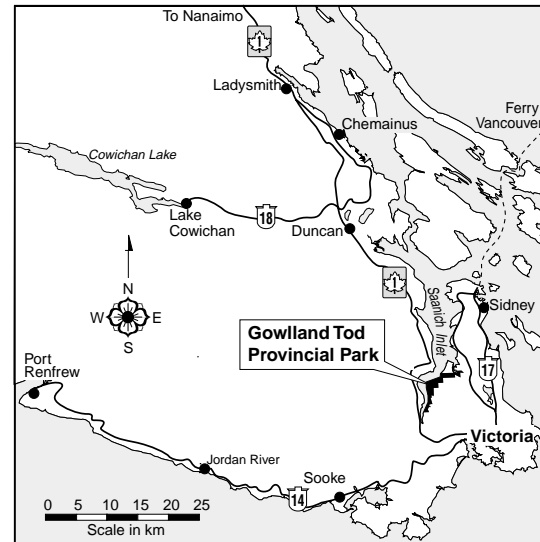 To Nanaimo
1
Ladysmith
Ferry
Vancouver
Chemainus
Cowichan Lake
Lake
Cowichan
18
Duncan
1
Saanich Inlet
Sidney
N
W E
S
Gowlland Tod
Provincial Park
17
Port
Renfrew
Victoria
Jordan River
Sooke
14
0 5 10 15 20 25
Scale in km